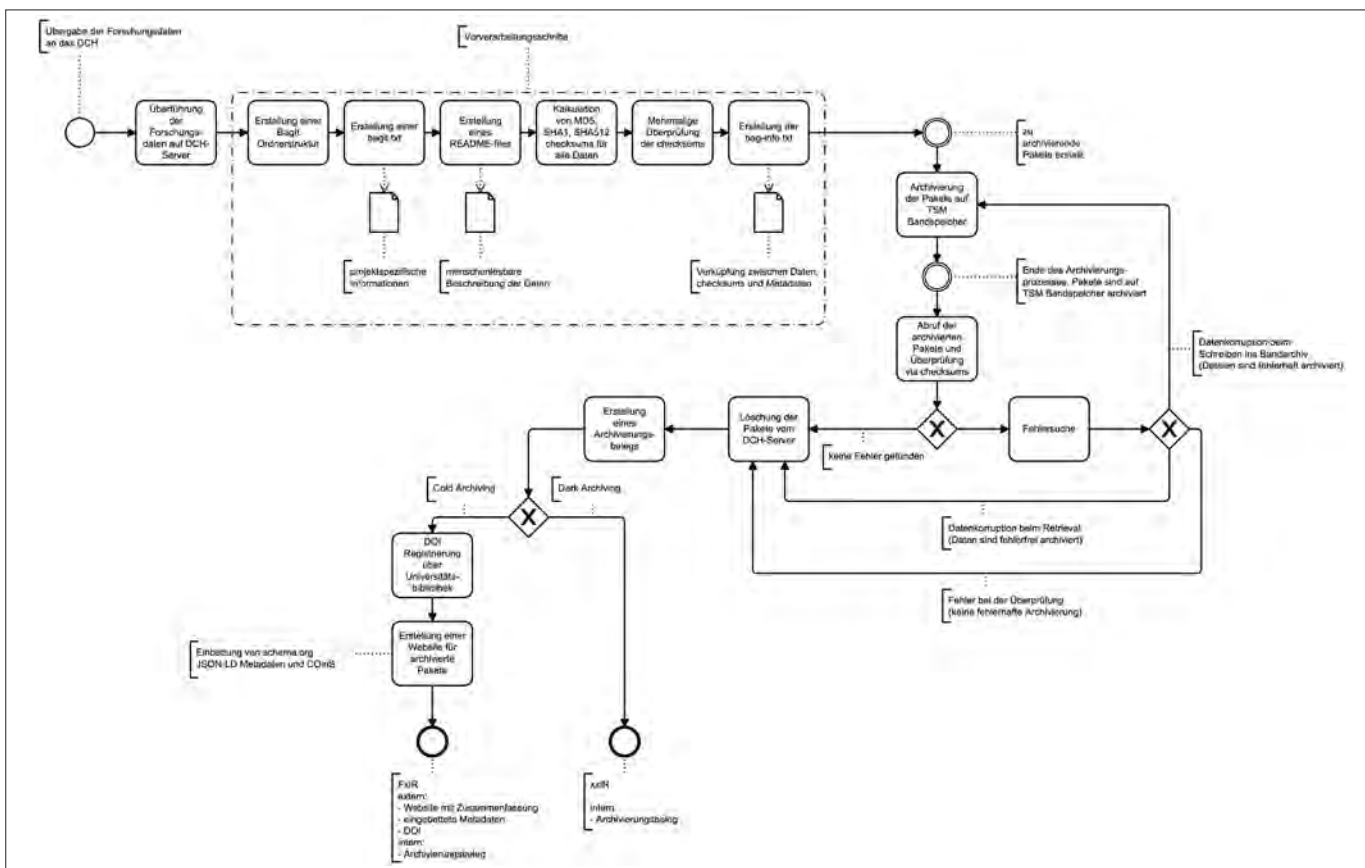 Übergabe der Forschungsdaten
an das DCH
Vorverarbeitungsschritte
Überführung
der
Forschungs-
daten auf DCH-
Server
Erstellung einer
Bagit
Ordnerstruktur
Erstellung einer
bagit.txt
Erstellung
eines
README-files
Kalkulation
von MD5,
SHA1, SHA512
checksums für
alle Daten
Mehrmalige
Überprüfung
der checksums
Erstellung der
bag-info.txt
zu
archivierende
Pakete erstellt
projektspezifische
Informationen
menschenlesbare
Beschreibung der
Verküpfung zwischen Daten,
checksums und Metadaten
Archivierung
der Pakete auf
TSM
Bandspeicher
Ende des Archivierungs-
prozesses. Pakete sind auf
TSM Bandspeicher archiviert
Abruf der
archivierten
Pakete und
Überprüfung
via checksums
Datenkorruption beim
Schreiben ins Bandarchiv
(Dateien sind fehlerhaft archiviert)
Erstellung
eines
Archivierungs-
belegs
Löschung der
Pakete vom
DCH-Server
X
Fehlersuche
X
keine Fehler gefunden
Cold Archiving
Dark Archiving
X
Datenkorruption beim Retrieval
(Daten sind fehlerfrei archiviert)
DOI
Registrierung
über
Universitäts-
bibliothek
Fehler bei der Überprüfung
(keine fehlerhafte Archivierung)
Erstellung einer
Website für
archivierte
Pakete
Einbettung von schema.org
JSON-LD Metadaten und COinS
FxIR
extern:
- Website mit Zusammenfassung
- eingebettete Metadaten
- DOI
intern:
- Archivierungsbeleg
xxIR
intern:
- Archivierungsbeleg